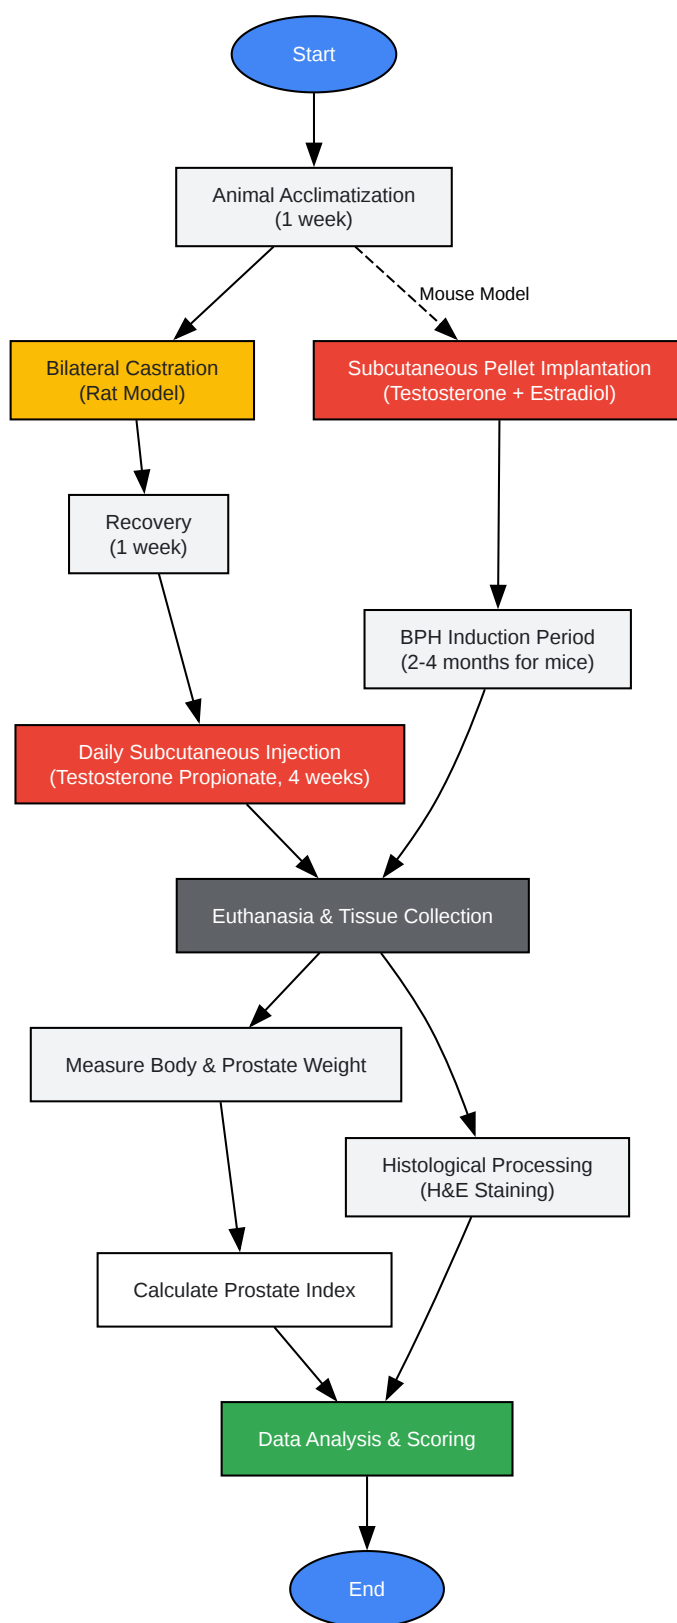 Start
Animal Acclimatization
(1 week)
Mouse Model
Bilateral Castration
(Rat Model)
Subcutaneous Pellet Implantation
(Testosterone + Estradiol)
Recovery
(1 week)
BPH Induction Period
(2-4 months for mice)
Daily Subcutaneous Injection
(Testosterone Propionate, 4 weeks)
Euthanasia & Tissue Collection
Measure Body & Prostate Weight
Histological Processing
(H&E Staining)
Calculate Prostate Index
Data Analysis & Scoring
End